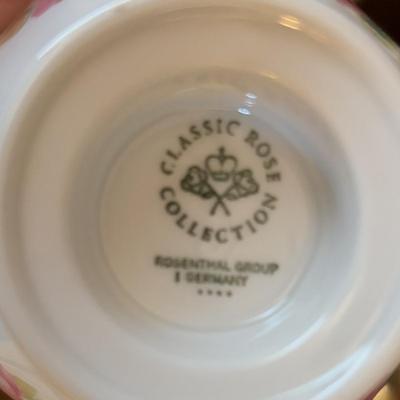 CLASSIC ROSE
COLLECTION
ROSENTHAL GROUP
GERMANY